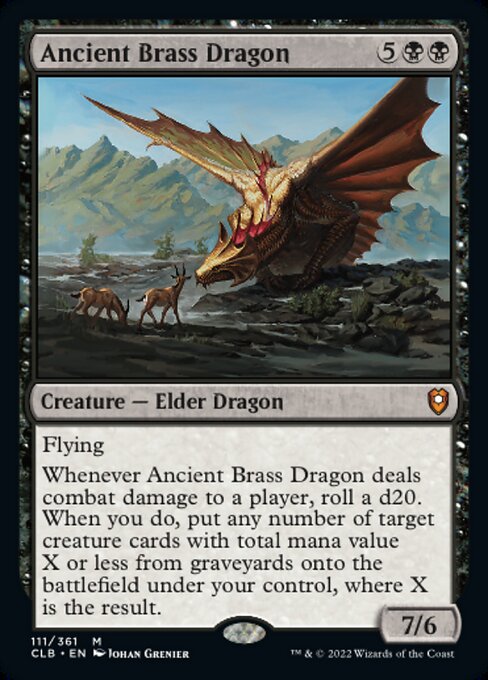 Ancient Brass Dragon 5
Creature — Elder Dragon
Flying
Whenever Ancient Brass Dragon deals
combat damage to a player, roll a d20.
When you do, put any number of target
creature cards with total mana value
X or less from graveyards onto the
battlefield under your control, where X
is the result.
7/6
111/361 M
CLB • EN Johan Grenier ™ & © 2022 Wizards of the Coast